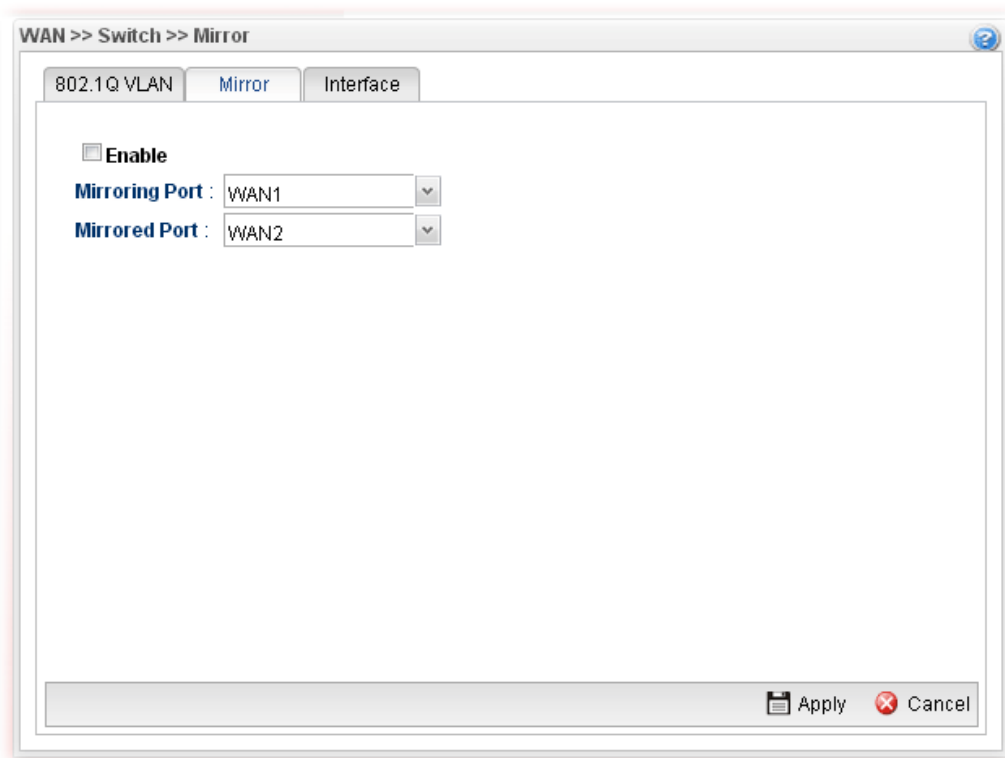 WAN >> Switch >> Mirror
802.1Q VLAN Mirror Interface
Enable
Mirroring Port : WAN1
Mirrored Port : WAN2
Apply Cancel